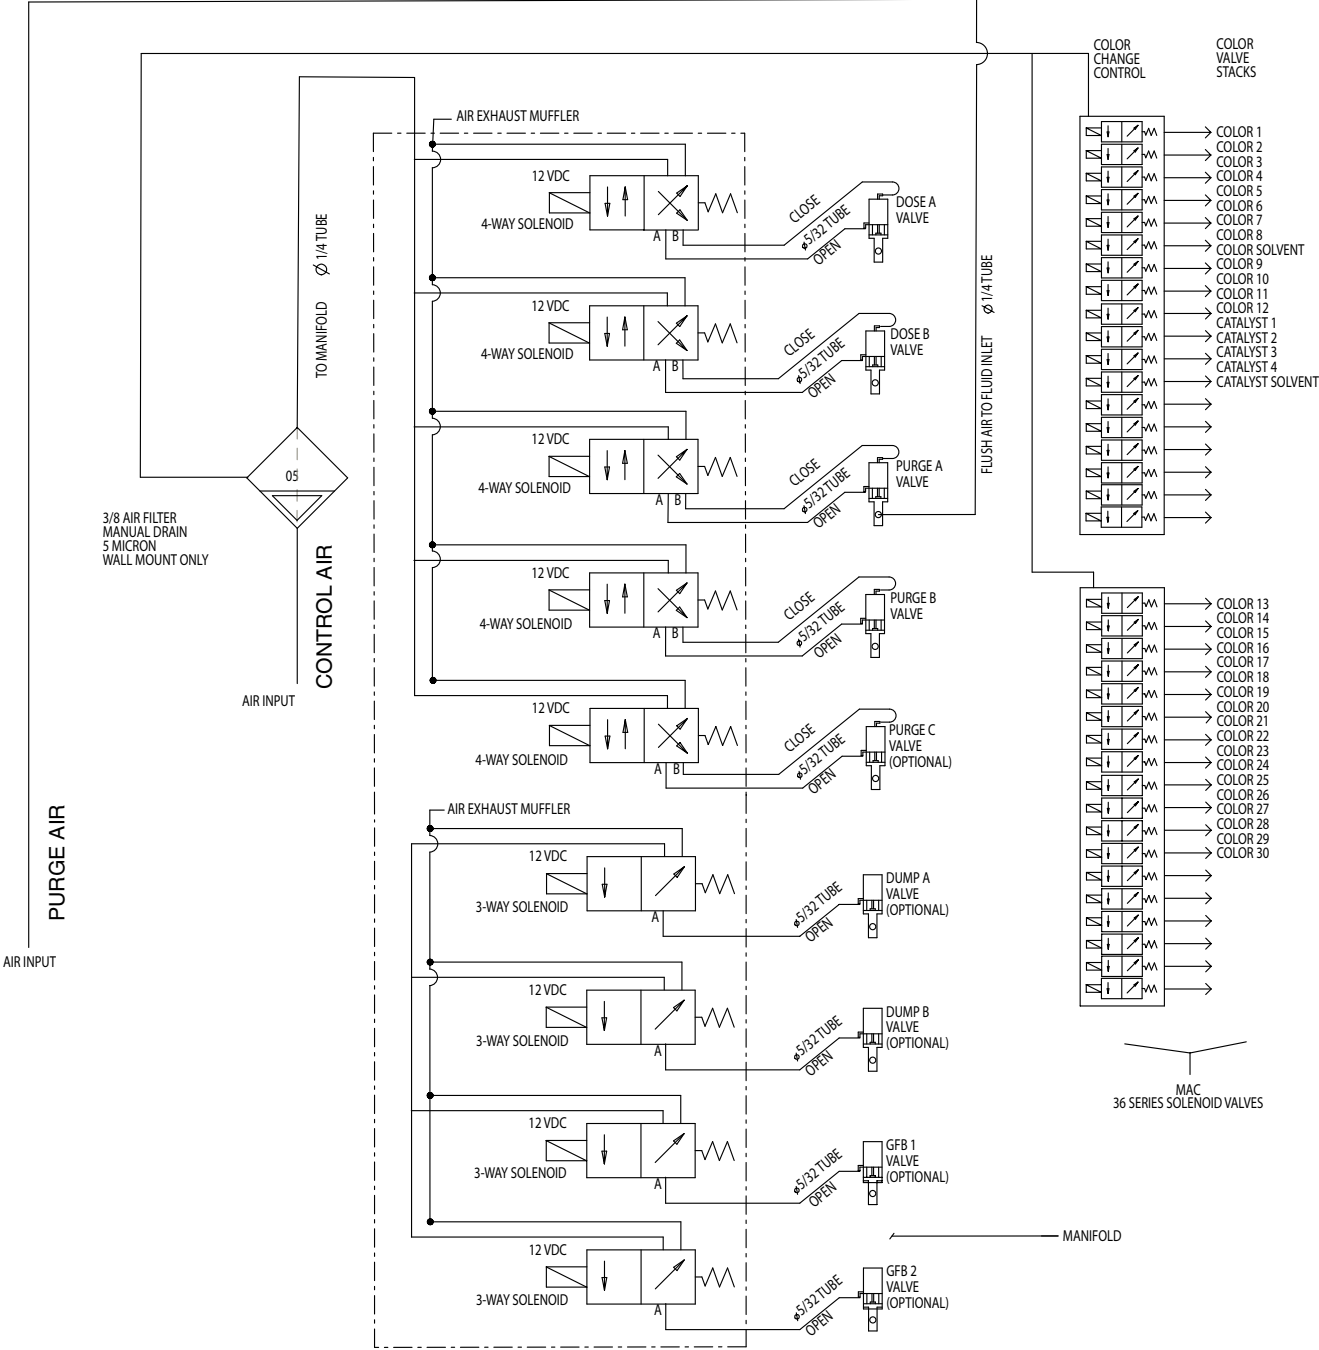 COLOR
CHANGE
CONTROL
COLOR
VALVE
STACKS
AIR EXHAUST MUFFLER
12 VDC
4-WAY SOLENOID
A
B
CLOSE
ø5/32 TUBE
OPEN
DOSE A
VALVE
12 VDC
4-WAY SOLENOID
A
B
CLOSE
ø5/32 TUBE
OPEN
DOSE B
VALVE
12 VDC
4-WAY SOLENOID
A
B
CLOSE
ø5/32 TUBE
OPEN
PURGE A
VALVE
12 VDC
4-WAY SOLENOID
A
B
CLOSE
ø5/32 TUBE
OPEN
PURGE B
VALVE
12 VDC
4-WAY SOLENOID
A
B
CLOSE
ø5/32 TUBE
OPEN
PURGE C
VALVE
(OPTIONAL)
TO MANIFOLD Ø 1/4 TUBE
05
3/8 AIR FILTER
MANUAL DRAIN
5 MICRON
WALL MOUNT ONLY
CONTROL AIR
AIR INPUT
PURGE AIR
AIR INPUT
FLUSH AIR TO FLUID INLET Ø 1/4 TUBE
AIR EXHAUST MUFFLER
12 VDC
3-WAY SOLENOID
A
ø5/32 TUBE
OPEN
DUMP A
VALVE
(OPTIONAL)
12 VDC
3-WAY SOLENOID
A
ø5/32 TUBE
OPEN
DUMP B
VALVE
(OPTIONAL)
12 VDC
3-WAY SOLENOID
A
ø5/32 TUBE
OPEN
GFB 1
VALVE
(OPTIONAL)
12 VDC
3-WAY SOLENOID
A
ø5/32 TUBE
OPEN
GFB 2
VALVE
(OPTIONAL)
COLOR 1
COLOR 2
COLOR 3
COLOR 4
COLOR 5
COLOR 6
COLOR 7
COLOR 8
COLOR SOLVENT
COLOR 9
COLOR 10
COLOR 11
COLOR 12
CATALYST 1
CATALYST 2
CATALYST 3
CATALYST 4
CATALYST SOLVENT
COLOR 13
COLOR 14
COLOR 15
COLOR 16
COLOR 17
COLOR 18
COLOR 19
COLOR 20
COLOR 21
COLOR 22
COLOR 23
COLOR 24
COLOR 25
COLOR 26
COLOR 27
COLOR 28
COLOR 29
COLOR 30
MAC
36 SERIES SOLENOID VALVES
MANIFOLD